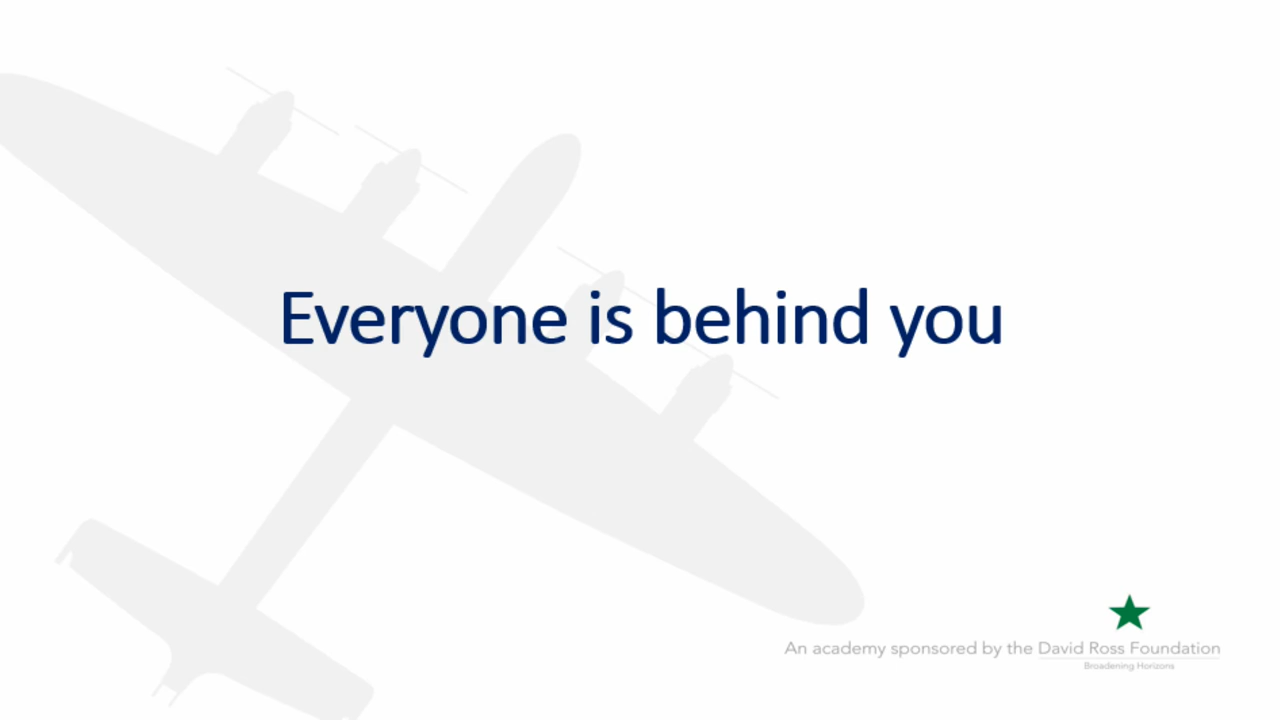 Everyone is behind you
An academy sponsored by the David Ross Foundation
Broadening Horizons